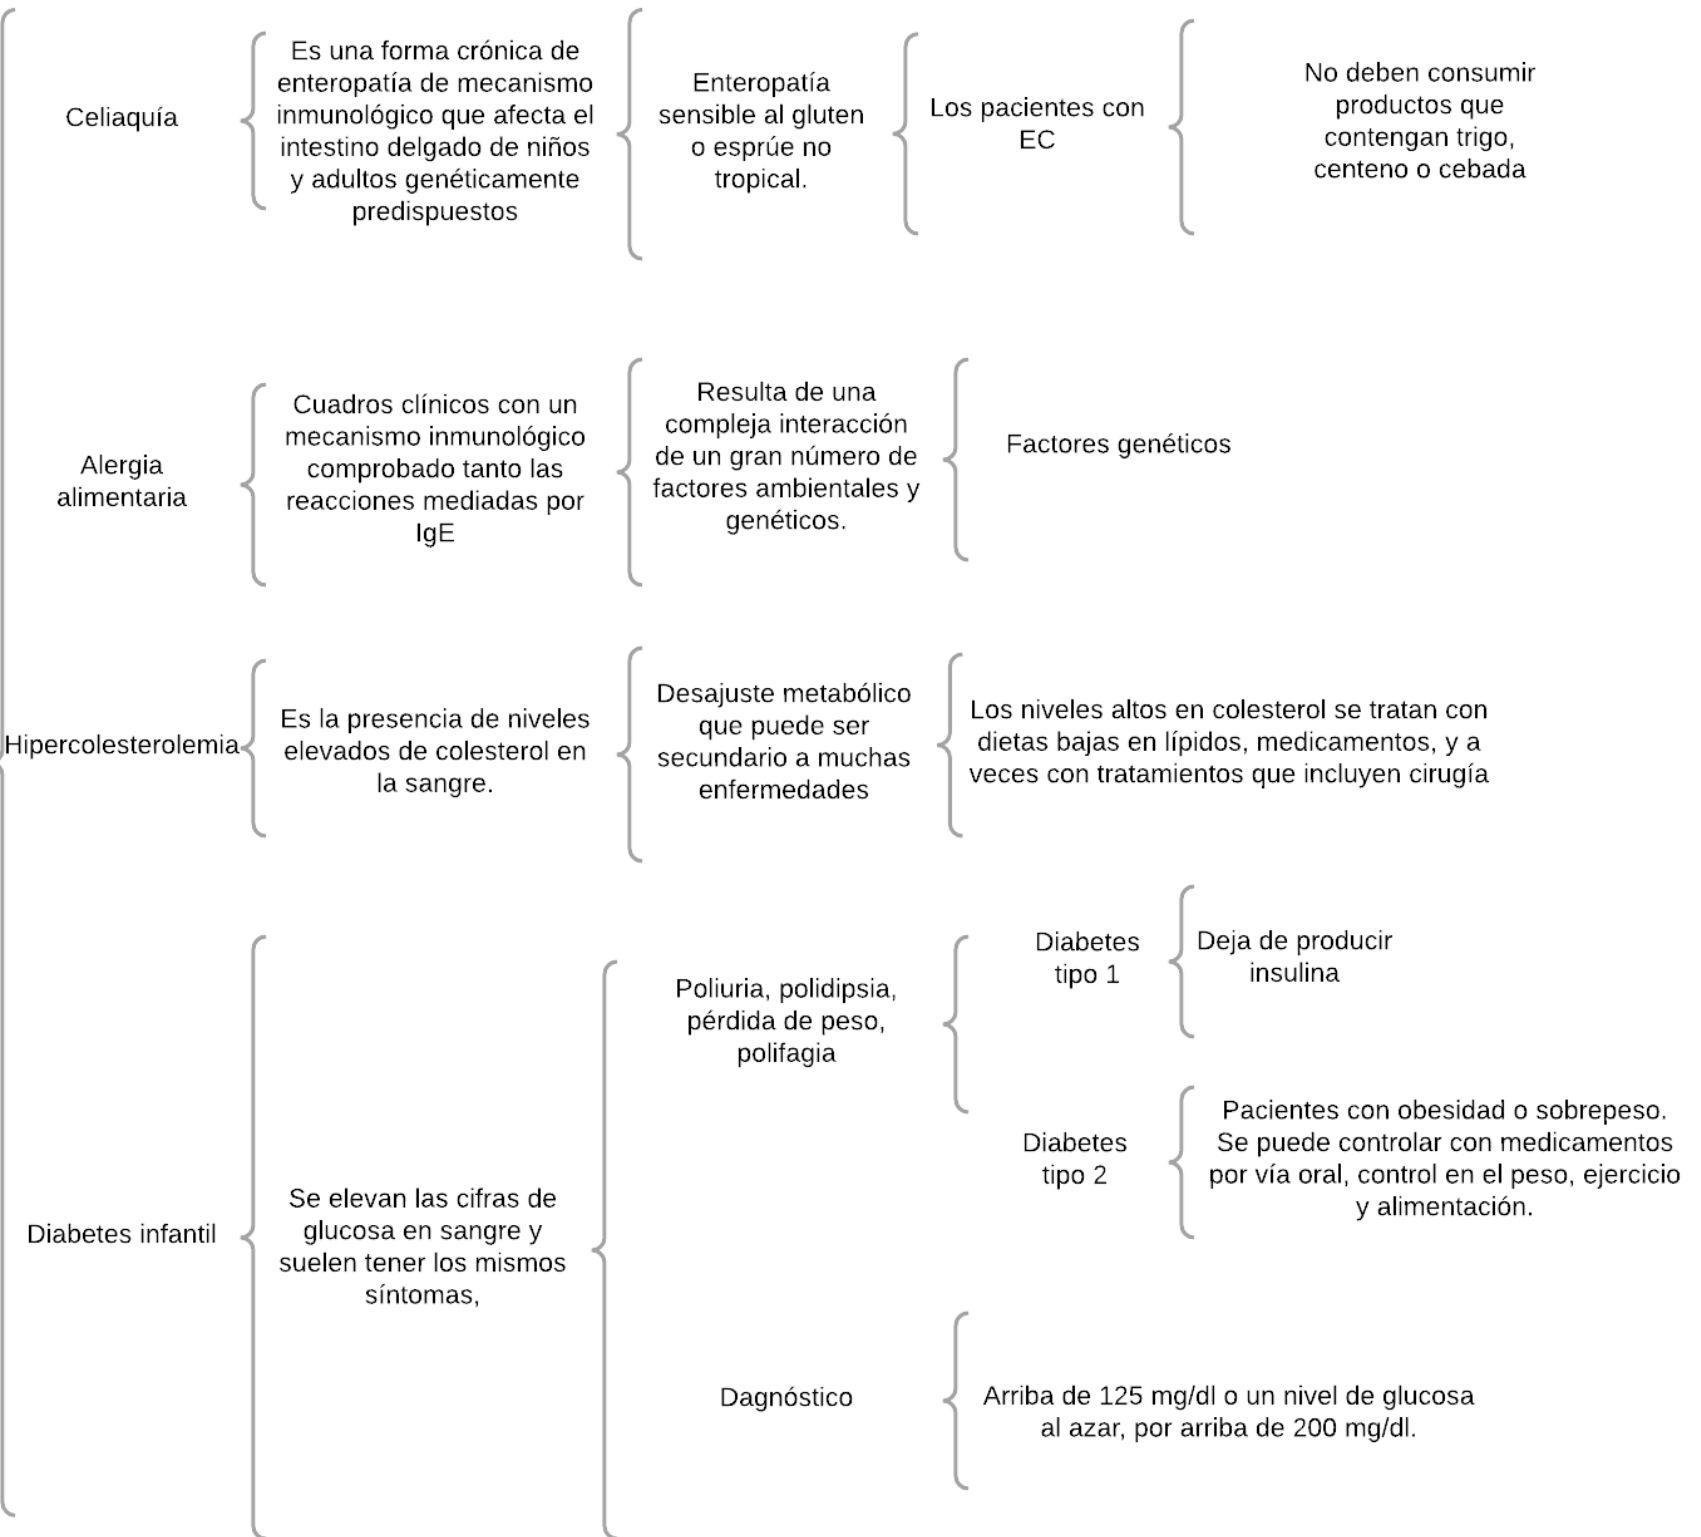 Celiaquía
Es una forma crónica de
enteropatía de mecanismo
inmunológico que afecta el
intestino delgado de niños
y adultos genéticamente
predispuestos
Enteropatía
sensible al gluten
o esprúe no
tropical.
Los pacientes con
EC
No deben consumir
productos que
contengan trigo,
centeno o cebada
Alergia
alimentaria
Cuadros clínicos con un
mecanismo inmunológico
comprobado tanto las
reacciones mediadas por
IgE
Resulta de una
compleja interacción
de un gran número de
factores ambientales y
genéticos.
Factores genéticos
Hipercolesterolemia
Es la presencia de niveles
elevados de colesterol en
la sangre.
Desajuste metabólico
que puede ser
secundario a muchas
enfermedades
Los niveles altos en colesterol se tratan con
dietas bajas en lípidos, medicamentos, y a
veces con tratamientos que incluyen cirugía
Diabetes infantil
Se elevan las cifras de
glucosa en sangre y
suelen tener los mismos
síntomas,
Poliuria, polidipsia,
pérdida de peso,
polifagia
Diabetes
tipo 1
Deja de producir
insulina
Diabetes
tipo 2
Pacientes con obesidad o sobrepeso.
Se puede controlar con medicamentos
por vía oral, control en el peso, ejercicio
y alimentación.
Dagnóstico
Arriba de 125 mg/dl o un nivel de glucosa
al azar, por arriba de 200 mg/dl.